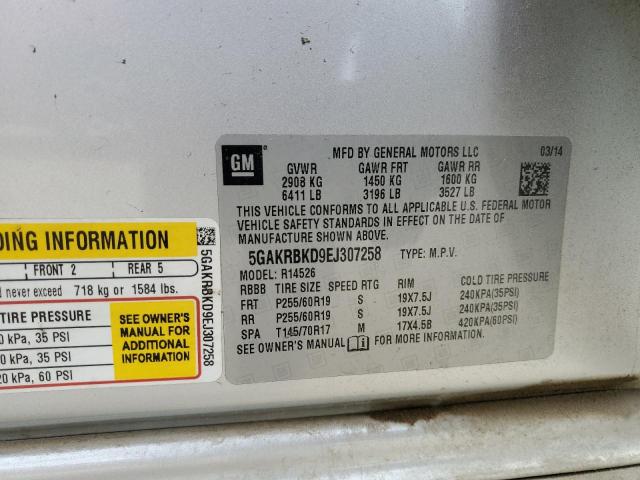 GM
MFD BY GENERAL MOTORS LLC 03/14
GVWR GAWR FRT GAWR RR
2908 KG 1450 KG 1600 KG
6411 LB 3196 LB 3527 LB
THIS VEHICLE CONFORMS TO ALL APPLICABLE U.S. FEDERAL MOTOR
VEHICLE SAFETY STANDARDS IN EFFECT ON THE DATE OF
MANUFACTURE SHOWN ABOVE.
5GAKRBKD9EJ307258 TYPE: M.P.V.
MODEL: R14526
RBBB TIRE SIZE SPEED RTG RIM COLD TIRE PRESSURE
FRT P255/60R19 S 19X7.5J 240KPA(35PSI)
RR P255/60R19 S 19X7.5J 240KPA(35PSI)
SPA T145/70R17 M 17X4.5B 420KPA(60PSI)
SEE OWNER'S MANUAL FOR MORE INFORMATION.
DING INFORMATION
FRONT 2 REAR 5
d never exceed 718 kg or 1584 lbs.
TIRE PRESSURE
0 kPa, 35 PSI
0 kPa, 35 PSI
20 kPa, 60 PSI
SEE OWNER'S
MANUAL FOR
ADDITIONAL
INFORMATION
5GAKRBKD9EJ307258